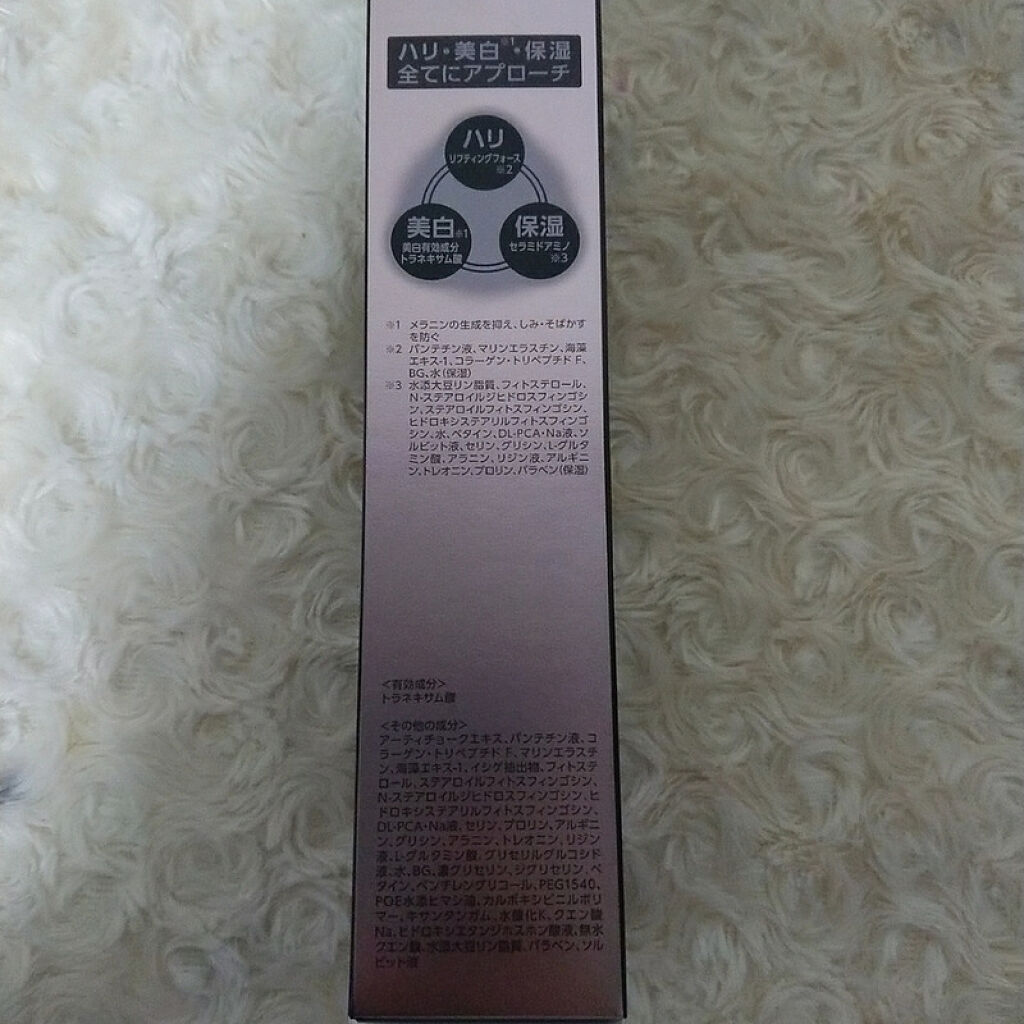 ハリ・美白※1・保湿
全てにアプローチ
ハリ
リフティングフォース
※2
美白※1
美白有効成分
トラネキサム酸
保湿
セラミドアミノ
※3
※1 メラニンの生成を抑え、しみ・そばかす
を防ぐ
※2 パンテチン液、マリンエラスチン、海藻
エキス-1、コラーゲン・トリペプチド F、
BG、水(保湿)
※3 水添大豆リン脂質、フィトステロール、
N-ステアロイルジヒドロスフィンゴシ
ン、ステアロイルフィトスフィンゴシン、
ヒドロキシステアリルフィトスフィンゴ
シン、水、ベタイン、DL-PCA・Na液、ソ
ルビット液、セリン、グリシン、L-グルタ
ミン酸、アラニン、リジン液、アルギニ
ン、トレオニン、プロリン、パラベン(保湿)
<有効成分>
トラネキサム酸
<その他の成分>
アーティチョークエキス、パンテチン液、コ
ラーゲン・トリペプチド F、マリンエラスチ
ン、海藻エキス-1、イシゲ抽出物、フィトステ
ロール、ステアロイルフィトスフィンゴシン、
N-ステアロイルジヒドロスフィンゴシン、ヒ
ドロキシステアリルフィトスフィンゴシン、
DL-PCA・Na液、セリン、プロリン、アルギニ
ン、グリシン、アラニン、トレオニン、リジン
液、L-グルタミン酸、グリセリルグルコシド
液、水、BG、濃グリセリン、ジグリセリン、ベ
タイン、ペンチレングリコール、PEG1540、
POE水添ヒマシ油、カルボキシビニルポリ
マー、キサンタンガム、水酸化K、クエン酸
Na、ヒドロキシエタンジホスホン酸液、無水
クエン酸、水添大豆リン脂質、パラベン、ソル
ビット液